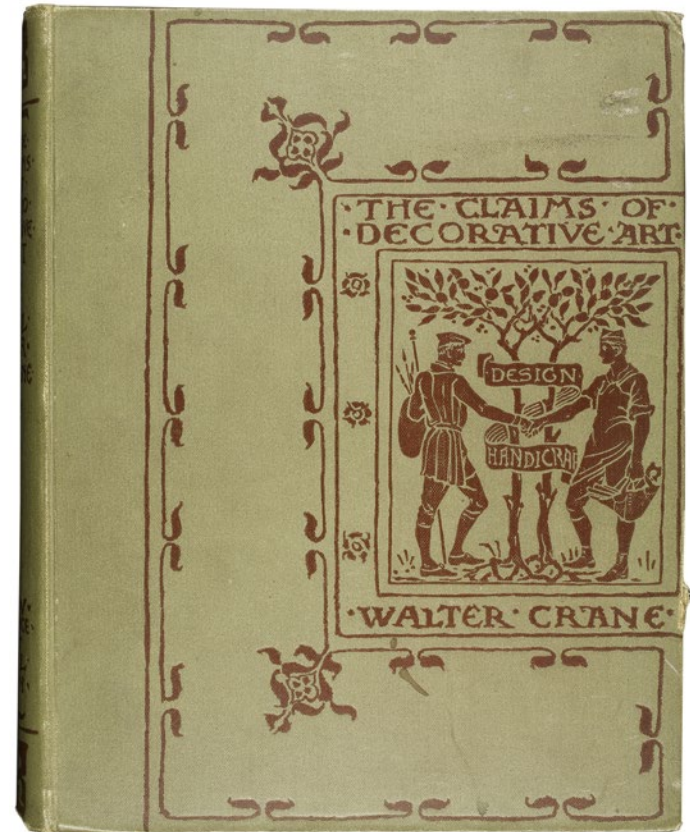 ·THE· CLAIMS· OF·
·DECORATIVE·ART·
DESIGN
HANDICRAF
·WALTER· CRANE·